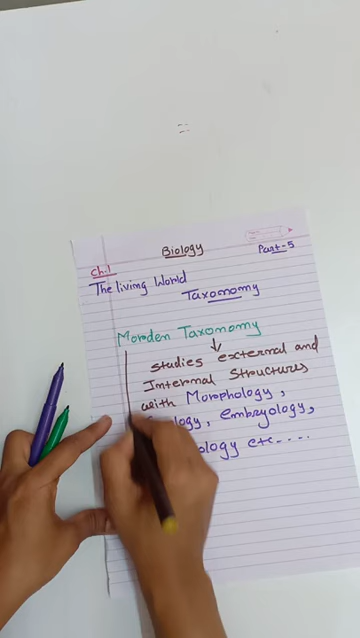 Biology
Part-5
Ch.1
The living World
Taxonomy
Morden Taxonomy
studies external and
Internal Structures
with Morophology,
embryology,
etc....